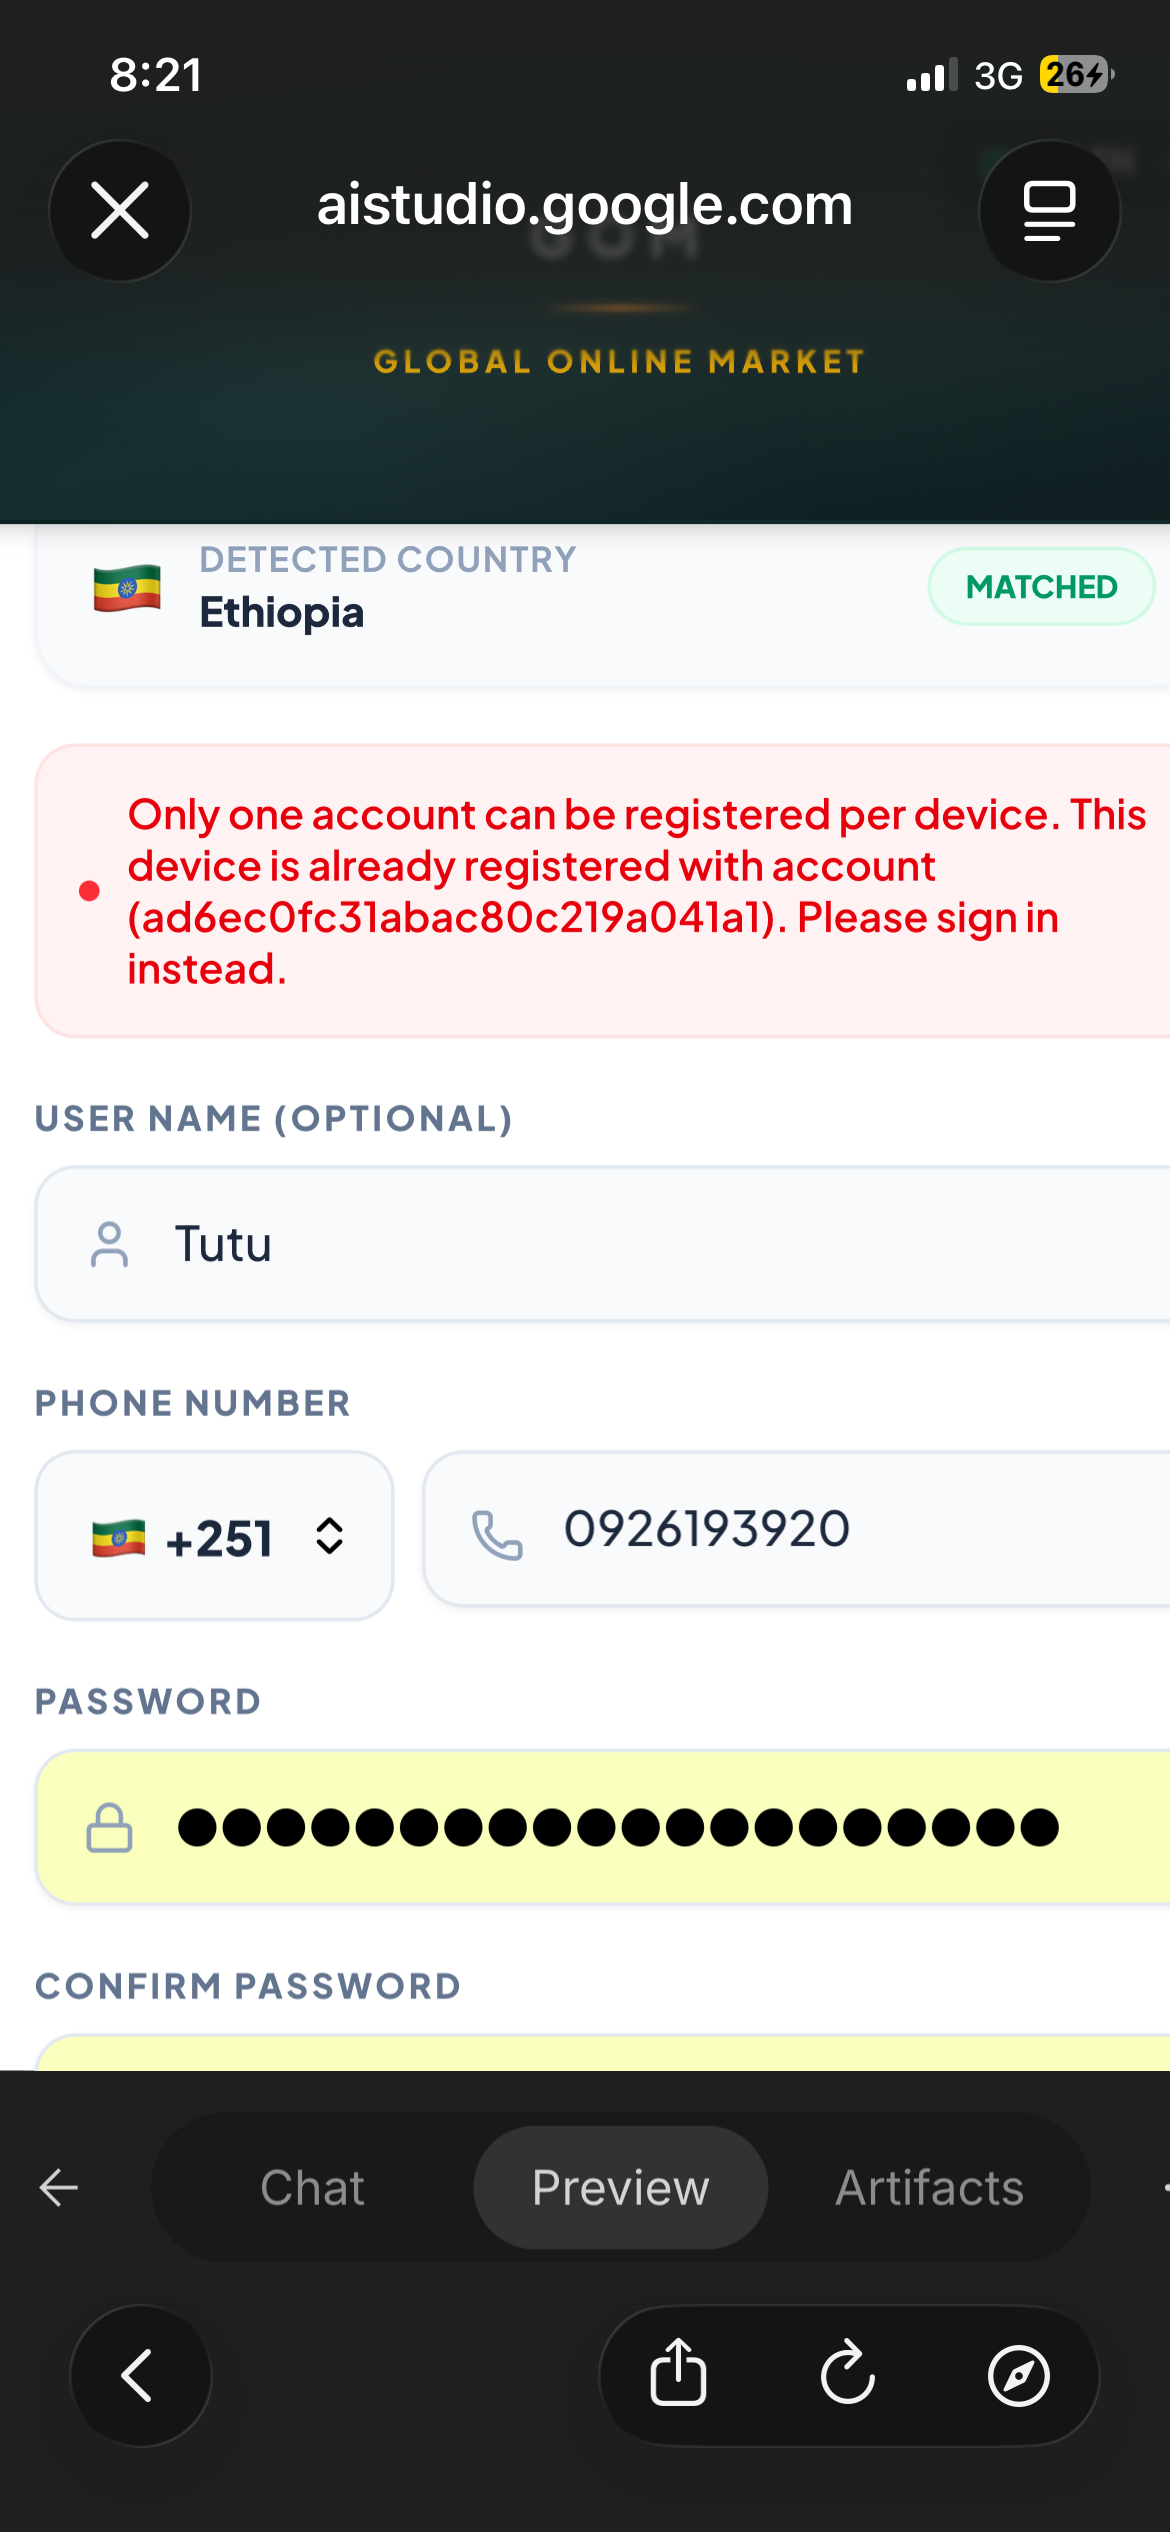 8:21
3G
26
aistudio.google.com
GOM
GLOBAL ONLINE MARKET
DETECTED COUNTRY
Ethiopia
MATCHED
Only one account can be registered per device. This
device is already registered with account
(ad6ec0fc31abac80c219a041a1). Please sign in
instead.
USER NAME (OPTIONAL)
Tutu
PHONE NUMBER
+251
0926193920
PASSWORD
CONFIRM PASSWORD
Chat
Preview
Artifacts